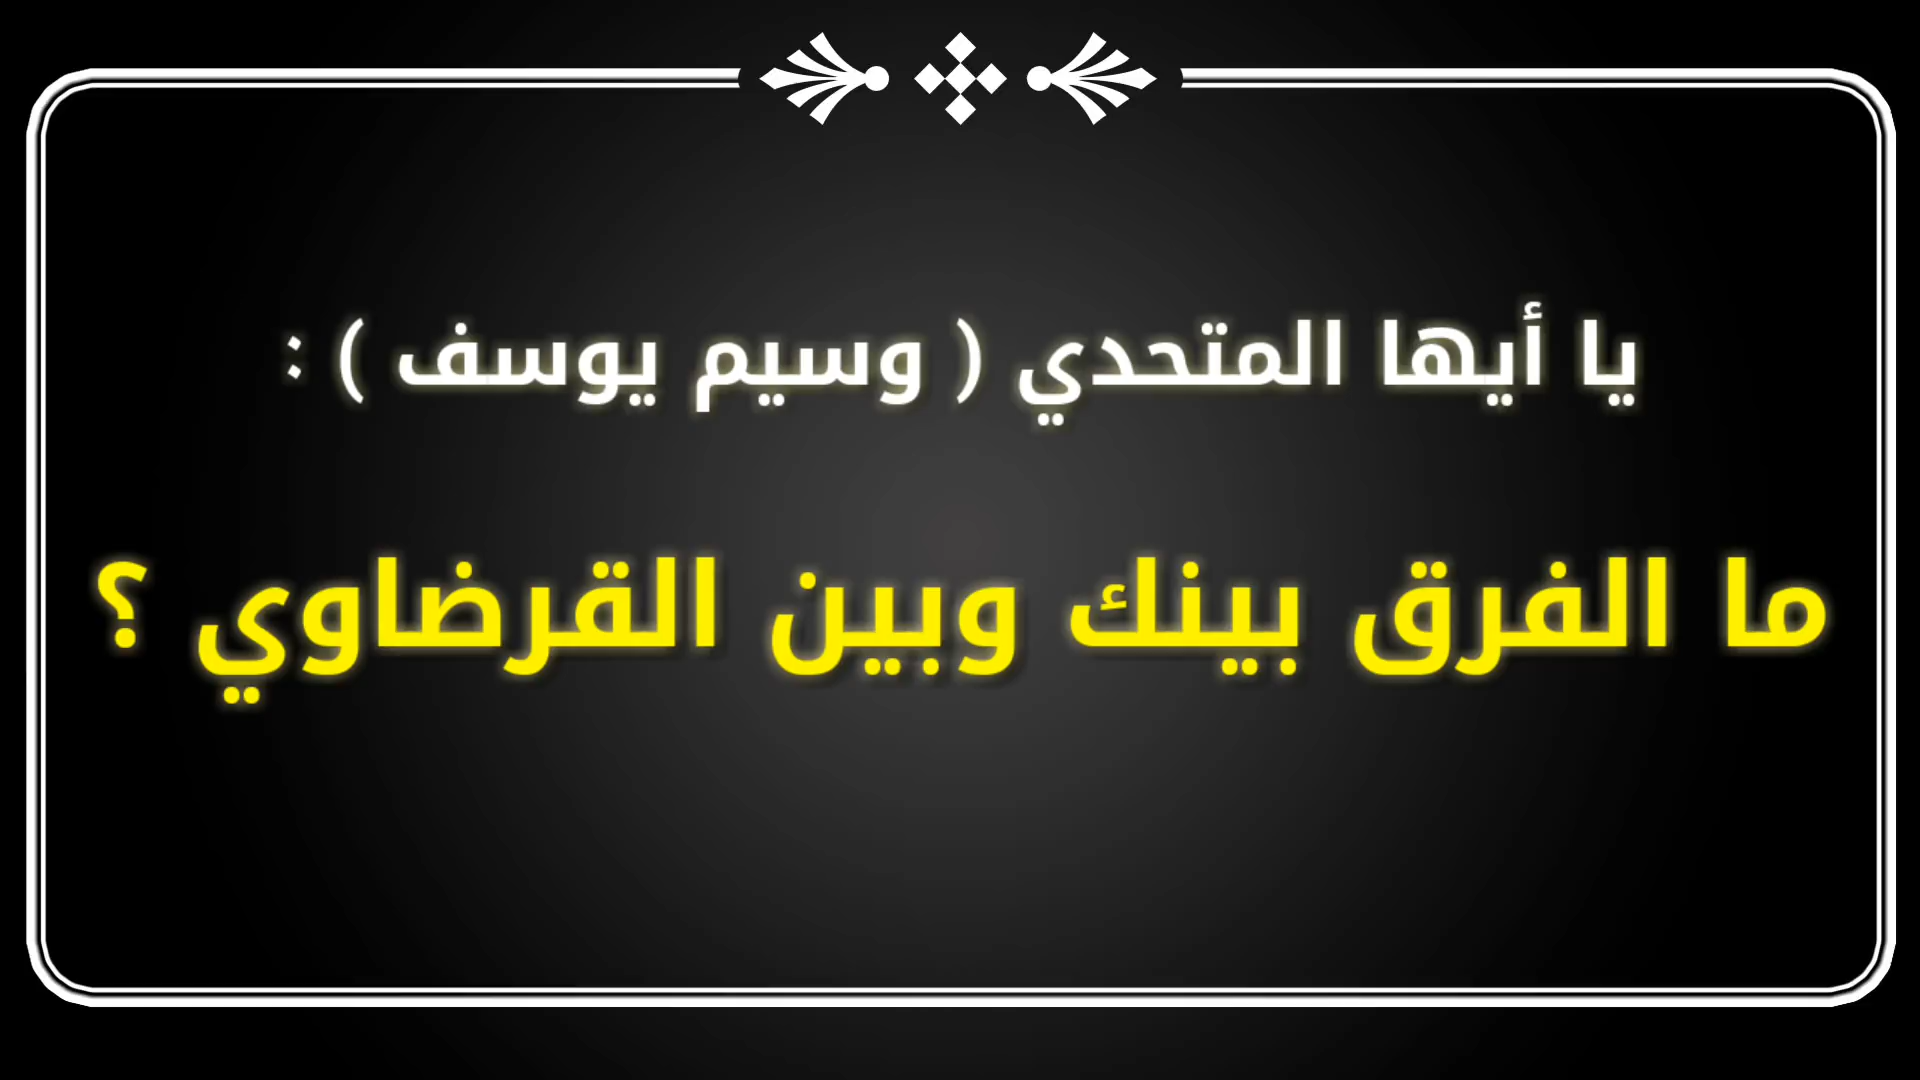 يا أيها المتحدي ( وسيم يوسف ) :
ما الفرق بينك وبين القرضاوي ؟